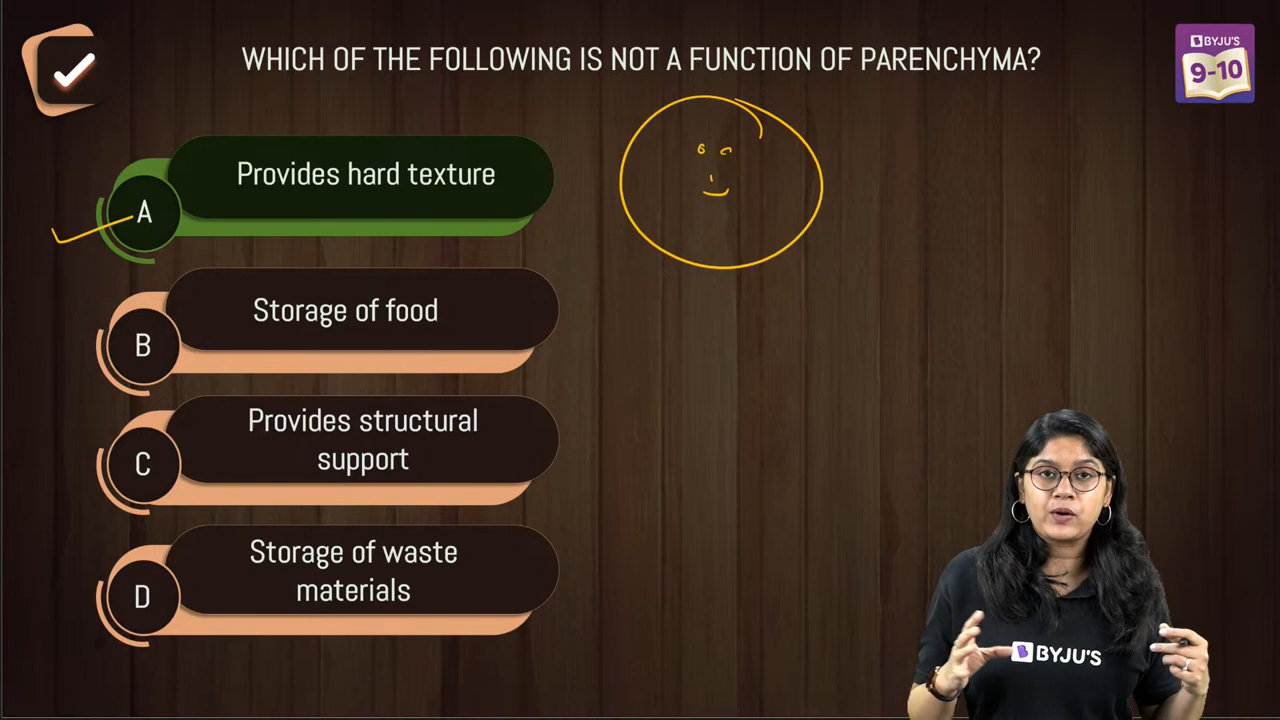 WHICH OF THE FOLLOWING IS NOT A FUNCTION OF PARENCHYMA?
BYJU'S
9-10
A
Provides hard texture
B
Storage of food
C
Provides structural
support
D
Storage of waste
materials
BYJU'S